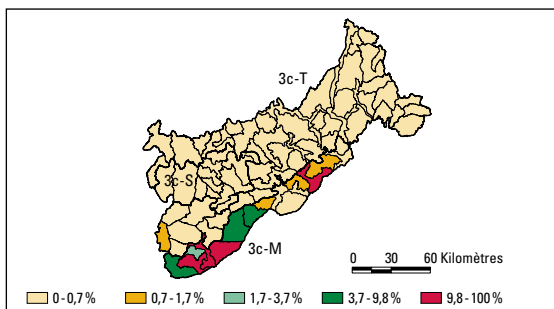 3c-T
3c-S
3c-M
0 30 60 Kilomètres
0 - 0,7 % 0,7 - 1,7 % 1,7 - 3,7 % 3,7 - 9,8 % 9,8 - 100 %